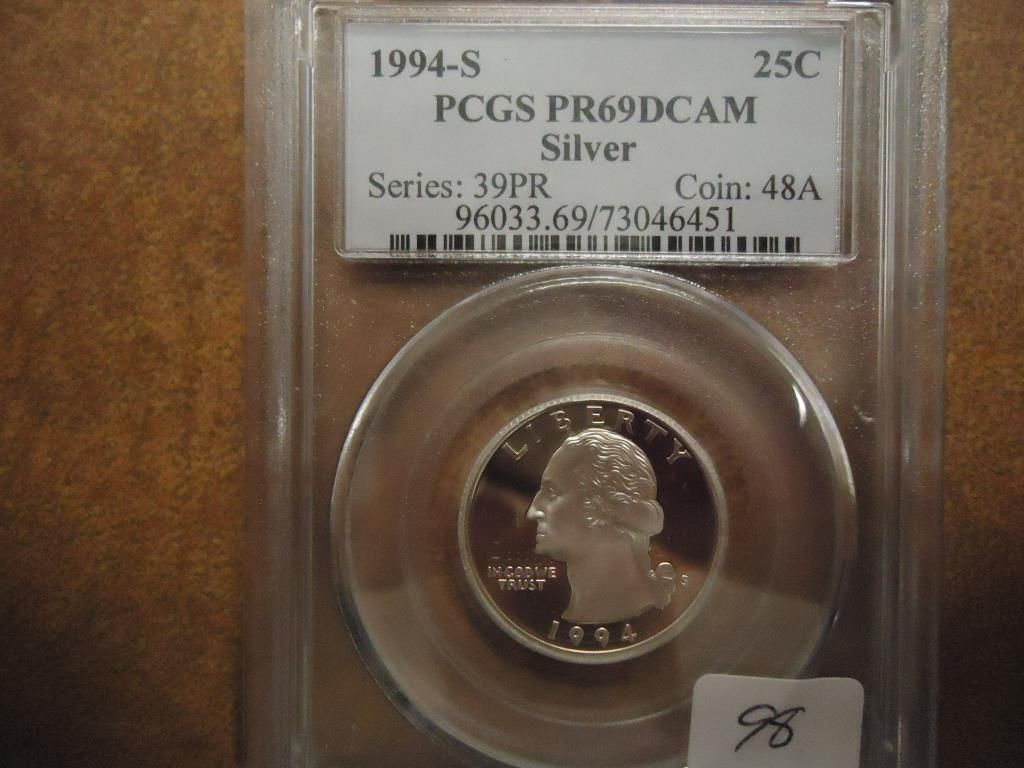 1994-S 25C
PCGS PR69DCAM
Silver
Series: 39PR Coin: 48A
96033.69/73046451
LIBERTY
IN GOD WE
TRUST
S
1994
98